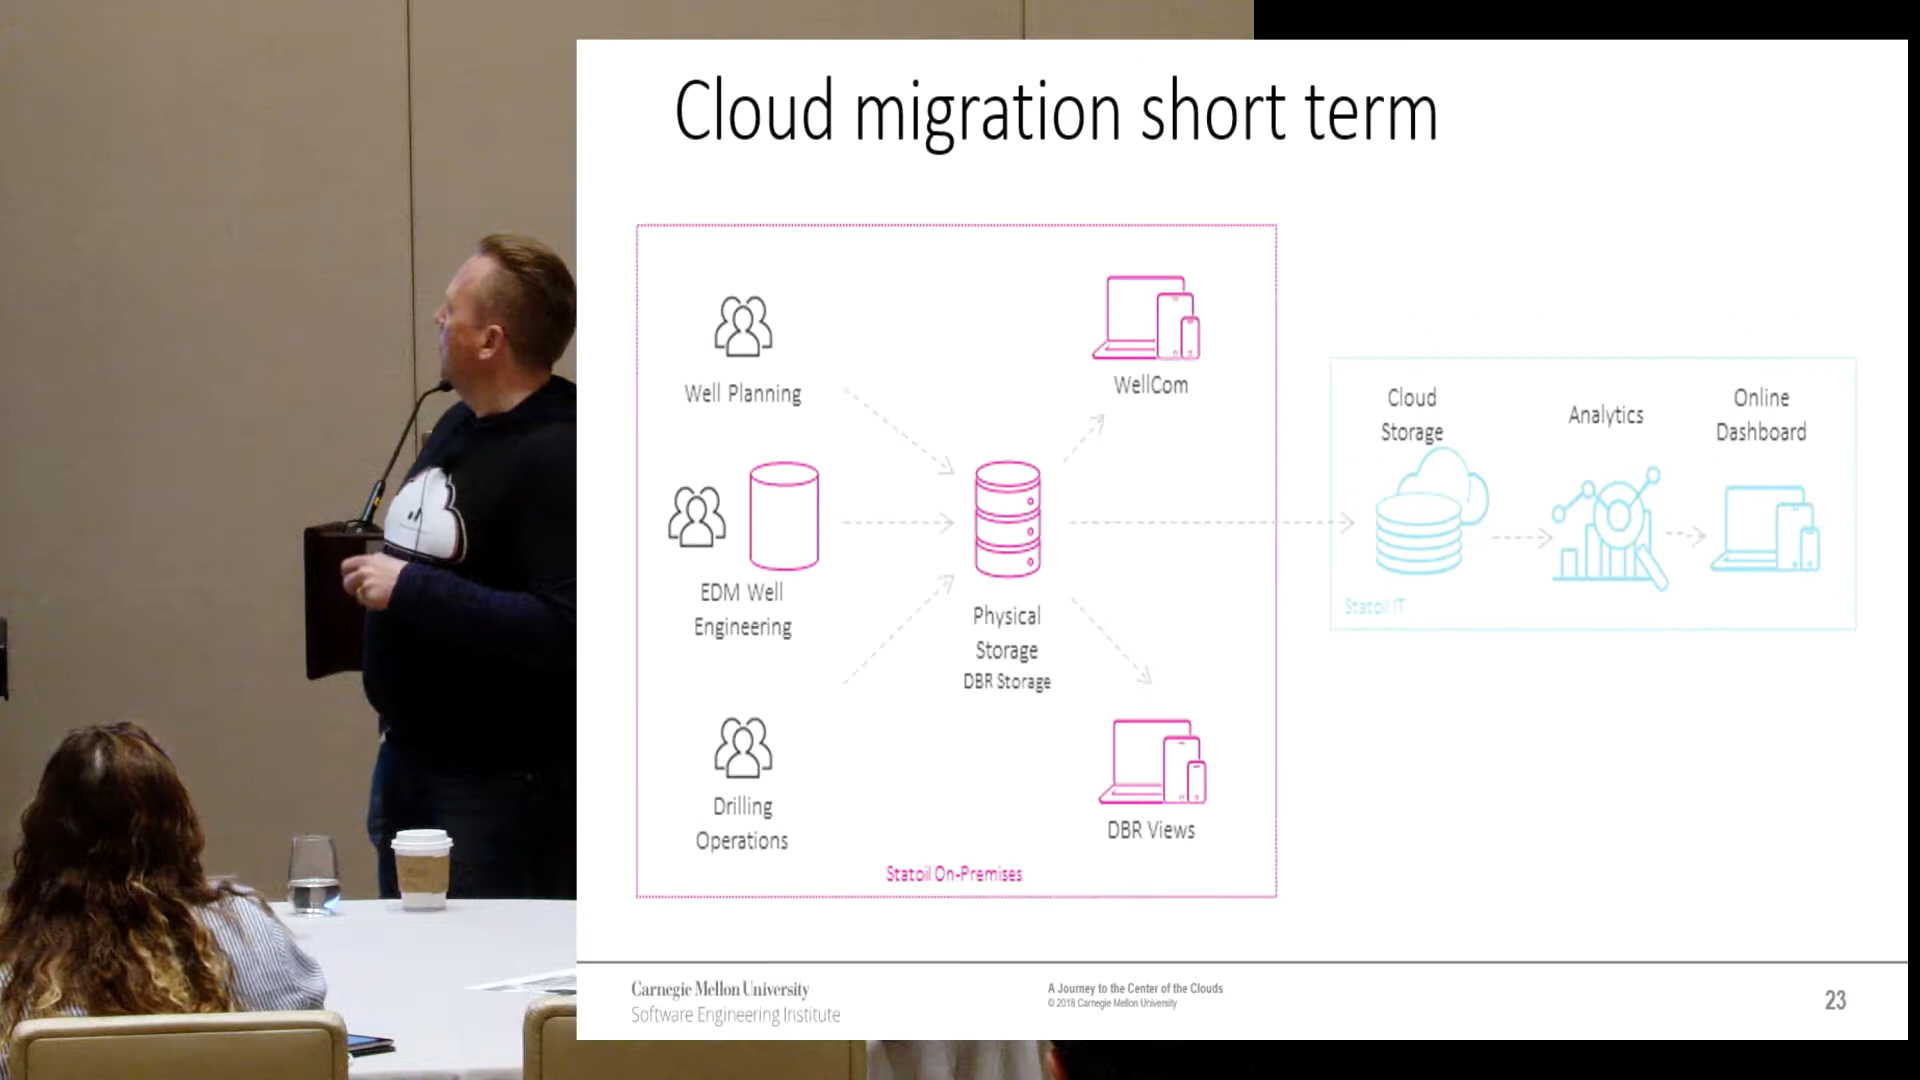 Cloud migration short term
Well Planning
WellCom
Cloud
Storage
Analytics
Online
Dashboard
EDM Well
Engineering
Physical
Storage
DBR Storage
Statoil IT
Drilling
Operations
DBR Views
Statoil On-Premises
Carnegie Mellon University
Software Engineering Institute
A Journey to the Center of the Clouds
© 2018 Carnegie Mellon University
23